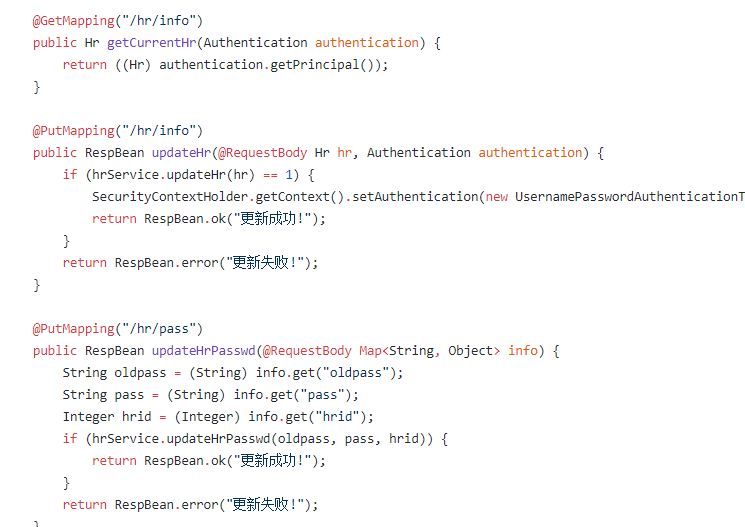 @GetMapping("/hr/info")
public Hr getCurrentHr(Authentication authentication) {
return ((Hr) authentication.getPrincipal());
}
@PutMapping("/hr/info")
public RespBean updateHr(@RequestBody Hr hr, Authentication authentication) {
if (hrService.updateHr(hr) == 1) {
SecurityContextHolder.getContext().setAuthentication(new UsernamePasswordAuthenticationT
return RespBean.ok("更新成功!");
}
return RespBean.error("更新失败!");
}
@PutMapping("/hr/pass")
public RespBean updateHrPasswd(@RequestBody Map<String, Object> info) {
String oldpass = (String) info.get("oldpass");
String pass = (String) info.get("pass");
Integer hrid = (Integer) info.get("hrid");
if (hrService.updateHrPasswd(oldpass, pass, hrid)) {
return RespBean.ok("更新成功!");
}
return RespBean.error("更新失败!");
}